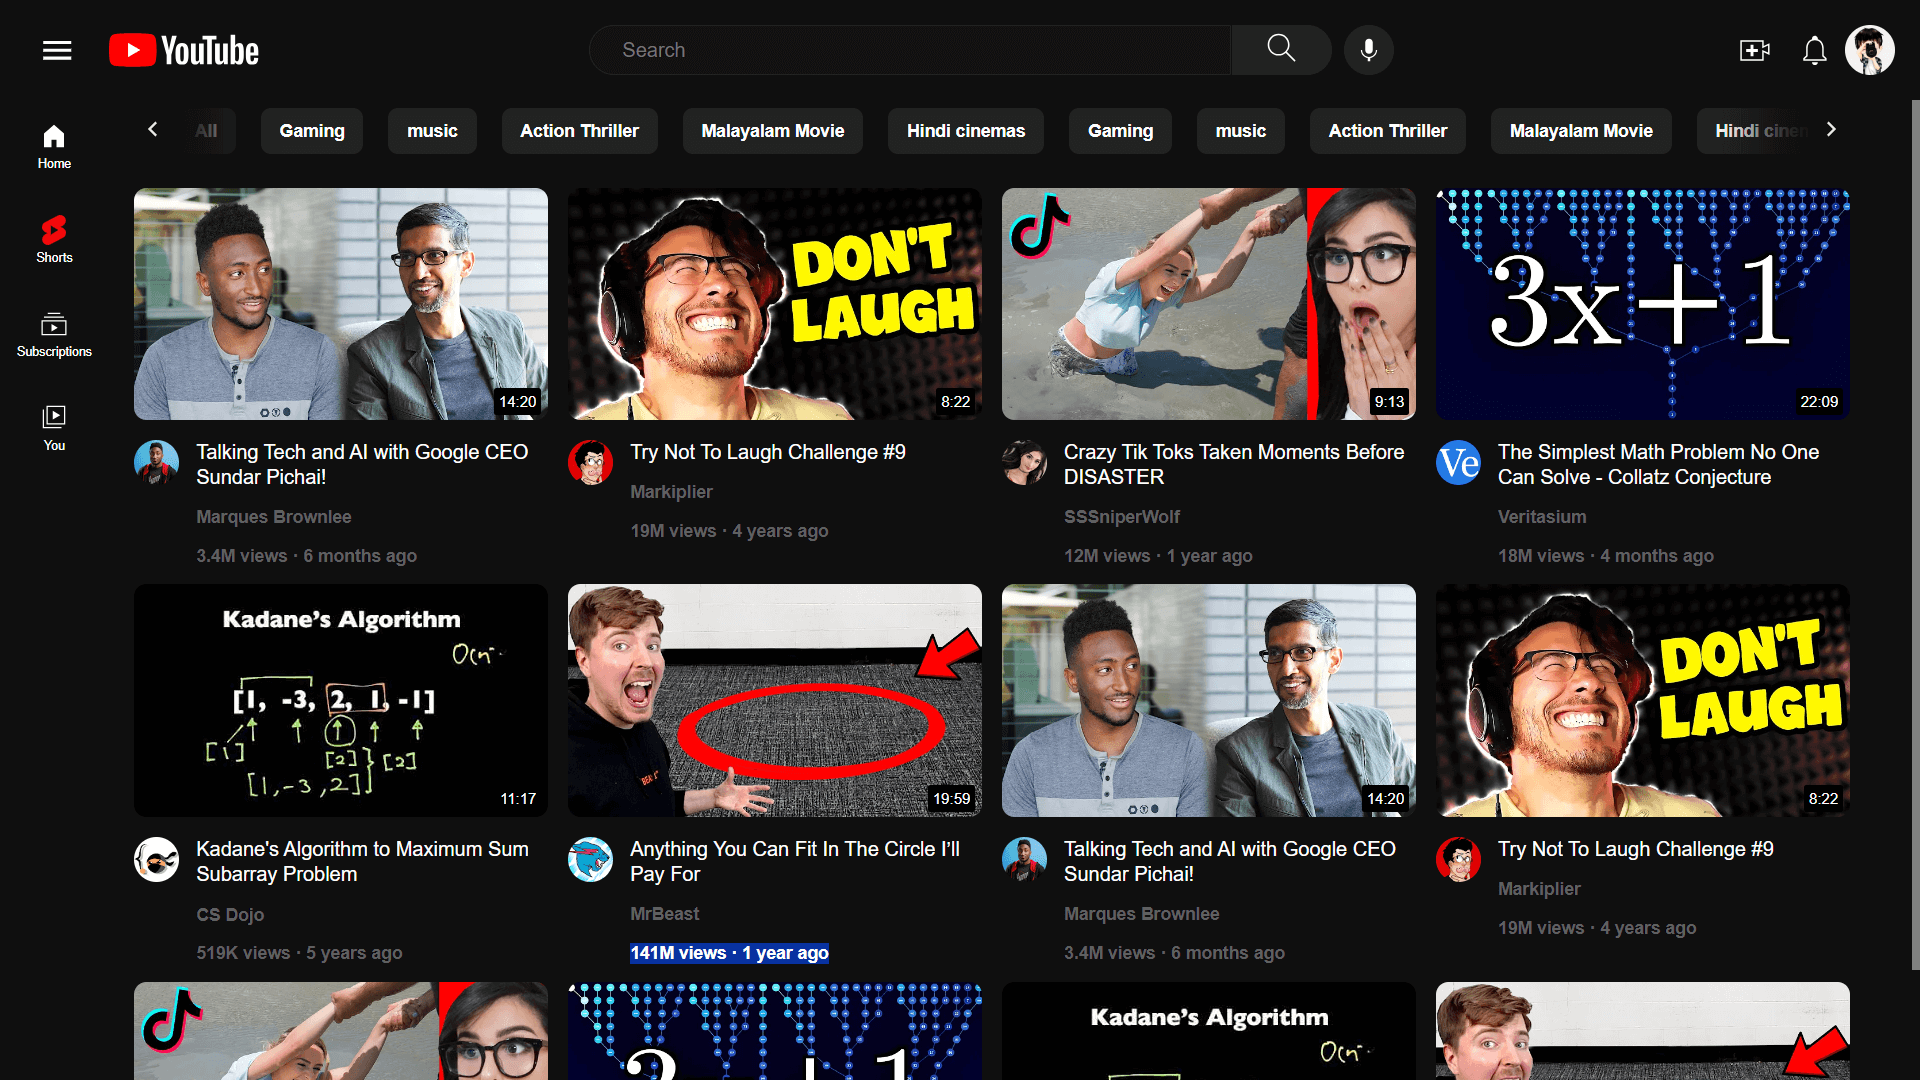 YouTube
Search
All
Gaming
music
Action Thriller
Malayalam Movie
Hindi cinemas
Gaming
music
Action Thriller
Malayalam Movie
Hindi cinem
Home
Shorts
Subscriptions
You
14:20
DON'T
LAUGH
8:22
9:13
3x+1
22:09
Talking Tech and AI with Google CEO
Sundar Pichai!
Marques Brownlee
3.4M views · 6 months ago
Try Not To Laugh Challenge #9
Markiplier
19M views · 4 years ago
Crazy Tik Toks Taken Moments Before
DISASTER
SSSniperWolf
12M views · 1 year ago
Ve
The Simplest Math Problem No One
Can Solve - Collatz Conjecture
Veritasium
18M views · 4 months ago
Kadane's Algorithm
O(n
[1, -3, 2, 1, -1]
[1]
[2]
[2]
[1,-3,2]
11:17
19:59
14:20
DON'T
LAUGH
8:22
Kadane's Algorithm to Maximum Sum
Subarray Problem
CS Dojo
519K views · 5 years ago
Anything You Can Fit In The Circle I’ll
Pay For
MrBeast
141M views · 1 year ago
Talking Tech and AI with Google CEO
Sundar Pichai!
Marques Brownlee
3.4M views · 6 months ago
Try Not To Laugh Challenge #9
Markiplier
19M views · 4 years ago
Kadane's Algorithm
O(n